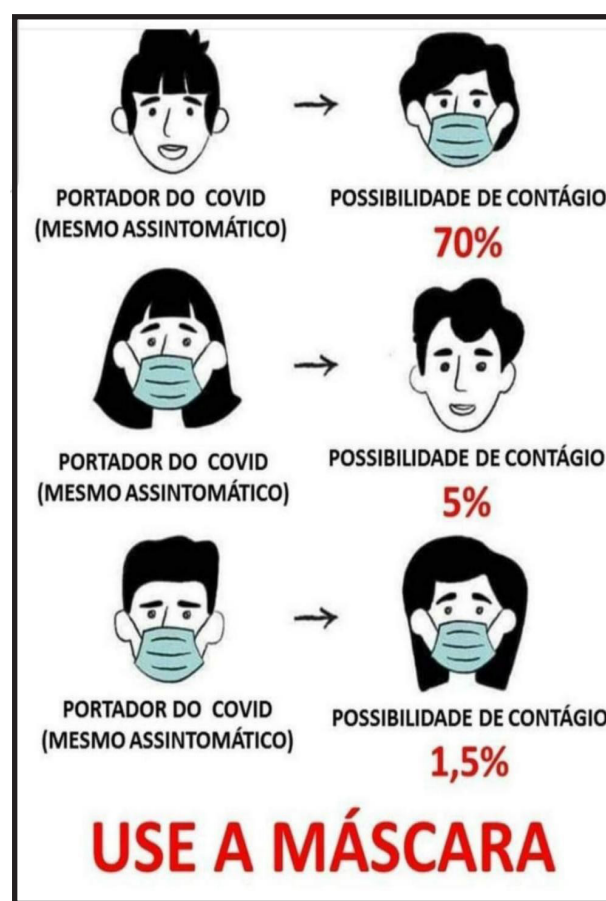 PORTADOR DO COVID
(MESMO ASSINTOMÁTICO)
POSSIBILIDADE DE CONTÁGIO
70%
PORTADOR DO COVID
(MESMO ASSINTOMÁTICO)
POSSIBILIDADE DE CONTÁGIO
5%
PORTADOR DO COVID
(MESMO ASSINTOMÁTICO)
POSSIBILIDADE DE CONTÁGIO
1,5%
USE A MÁSCARA